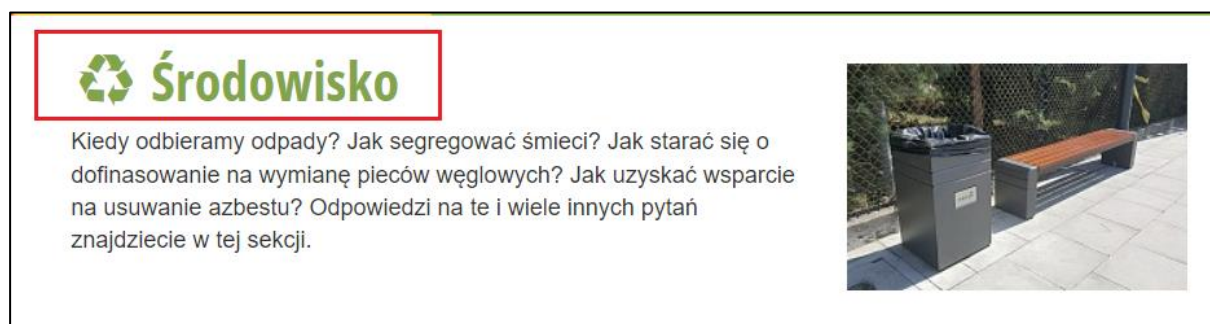 Środowisko
Kiedy odbieramy odpady? Jak segregować śmieci? Jak starać się o
dofinasowanie na wymianę pieców węglowych? Jak uzyskać wsparcie
na usuwanie azbestu? Odpowiedzi na te i wiele innych pytań
znajdziecie w tej sekcji.